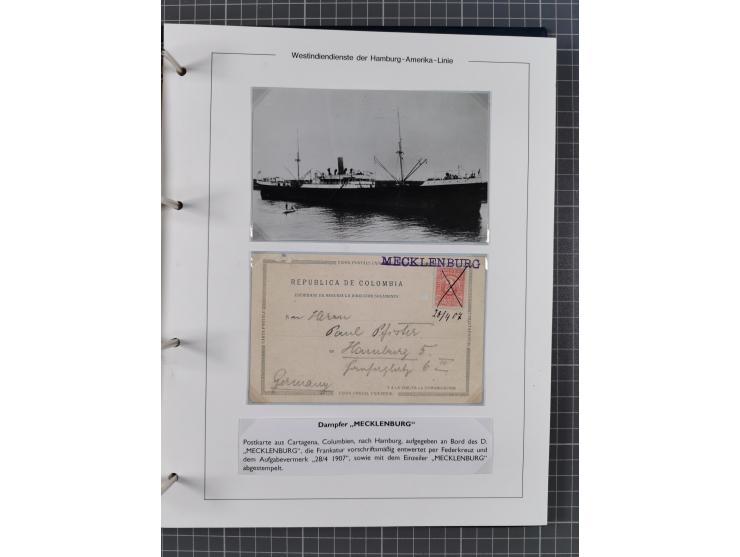 Westindiendienste der Hamburg-Amerika-Linie
MECKLENBURG
REPUBLICA DE COLOMBIA
28/4 07
Herrn
Paul Pfister
Hamburg 5.
6 IV
Germany
Dampfer „MECKLENBURG“
Postkarte aus Cartagena, Columbien, nach Hamburg, aufgegeben an Bord des D.
„MECKLENBURG“, die Frankatur vorschriftsmäßig entwertet per Federkreuz und
dem Aufgabevermerk „28/4 1907“, sowie mit dem Einzeiler „MECKLENBURG“
abgestempelt.